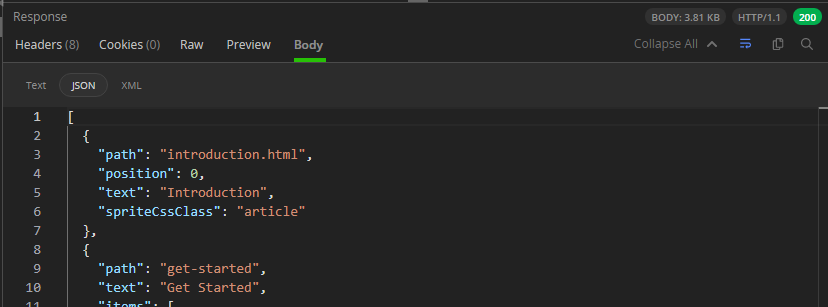 Response BODY: 3.81 KB HTTP/1.1 200
Headers (8) Cookies (0) Raw Preview Body Collapse All
Text JSON XML
1 [
2 {
3 "path": "introduction.html",
4 "position": 0,
5 "text": "Introduction",
6 "spriteCssClass": "article"
7 },
8 {
9 "path": "get-started",
10 "text": "Get Started",
11 "items": [